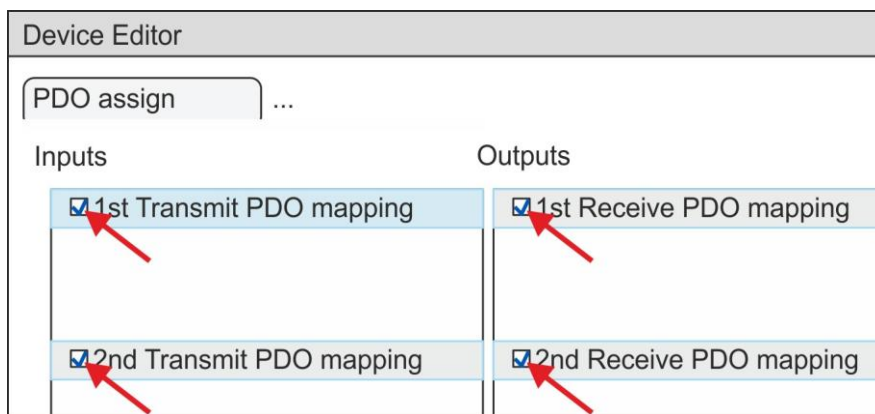 Device Editor
PDO assign ...
Inputs Outputs
1st Transmit PDO mapping 1st Receive PDO mapping
2nd Transmit PDO mapping 2nd Receive PDO mapping